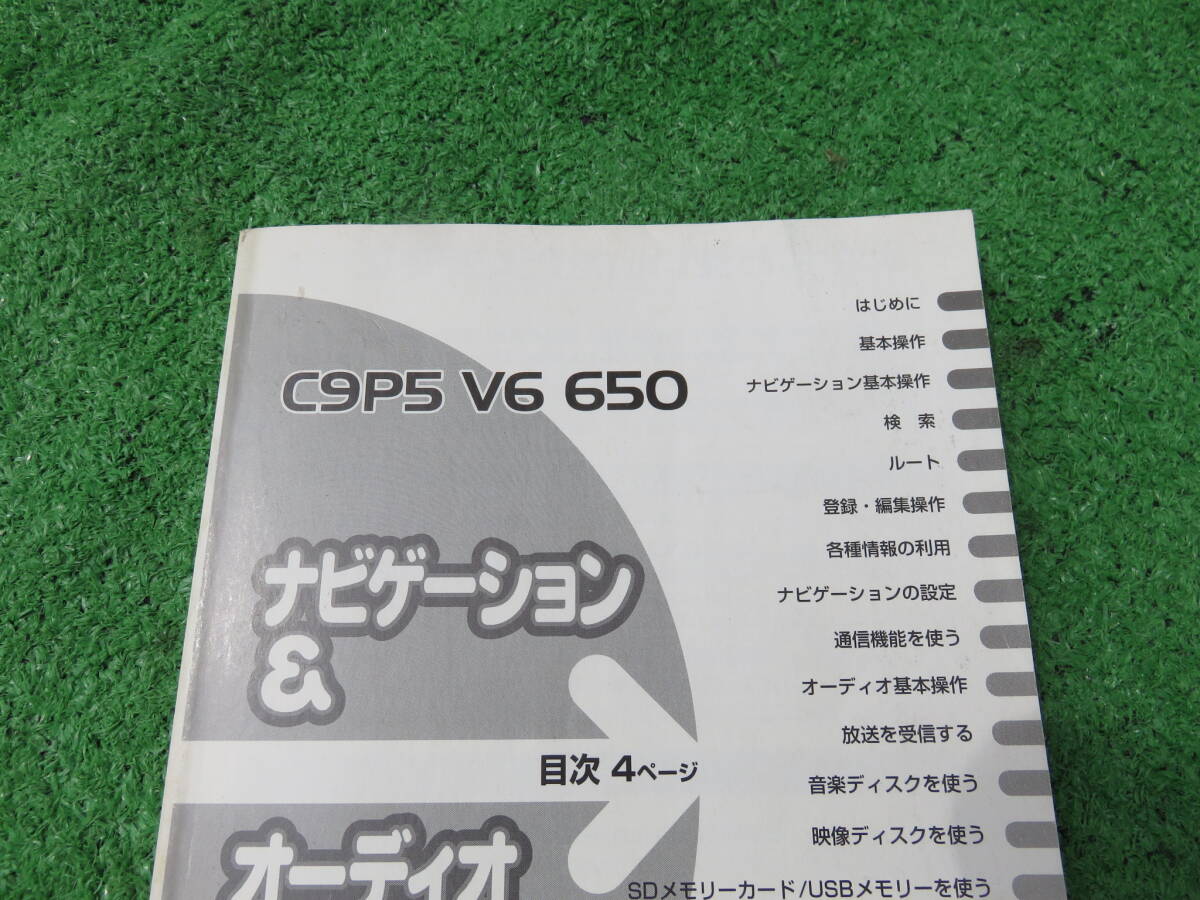 C9P5 V6 650
ナビゲーション
&
目次 4ページ
オーディオ
はじめに
基本操作
ナビゲーション基本操作
検 索
ルート
登録・編集操作
各種情報の利用
ナビゲーションの設定
通信機能を使う
オーディオ基本操作
放送を受信する
音楽ディスクを使う
映像ディスクを使う
SDメモリーカード/USBメモリーを使う